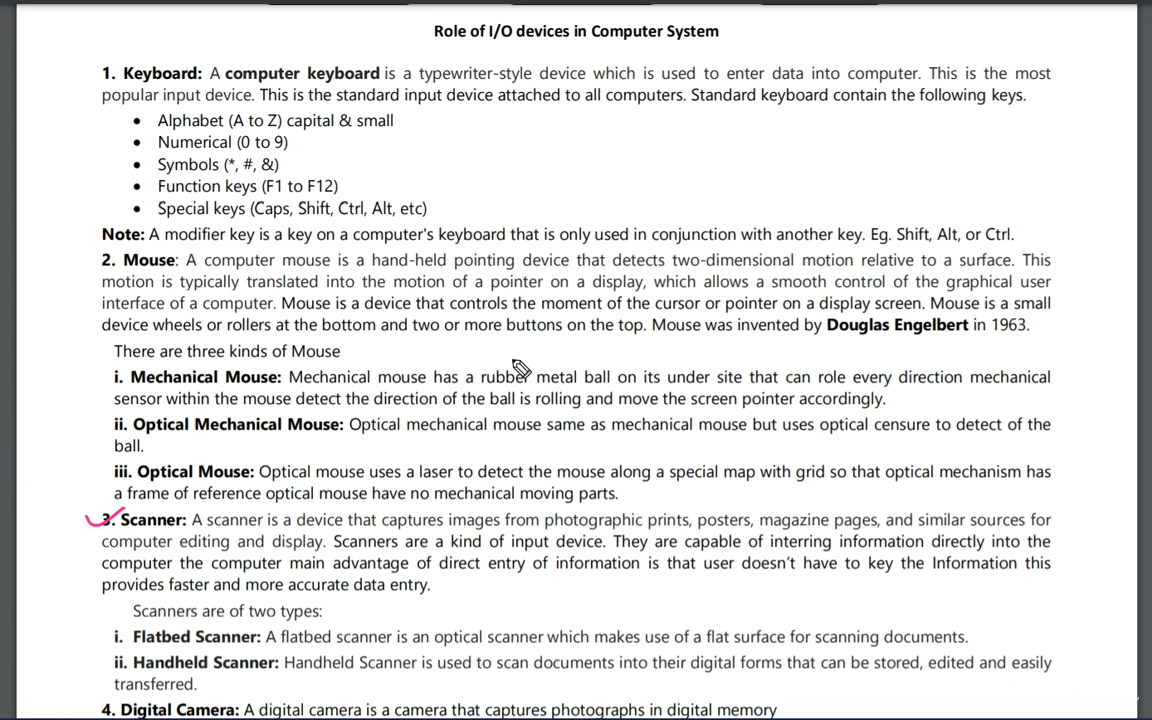 Role of I/O devices in Computer System
1. Keyboard: A computer keyboard is a typewriter-style device which is used to enter data into computer. This is the most
popular input device. This is the standard input device attached to all computers. Standard keyboard contain the following keys.
• Alphabet (A to Z) capital & small
• Numerical (0 to 9)
• Symbols (*, #, &)
• Function keys (F1 to F12)
• Special keys (Caps, Shift, Ctrl, Alt, etc)
Note: A modifier key is a key on a computer's keyboard that is only used in conjunction with another key. Eg. Shift, Alt, or Ctrl.
2. Mouse: A computer mouse is a hand-held pointing device that detects two-dimensional motion relative to a surface. This
motion is typically translated into the motion of a pointer on a display, which allows a smooth control of the graphical user
interface of a computer. Mouse is a device that controls the moment of the cursor or pointer on a display screen. Mouse is a small
device wheels or rollers at the bottom and two or more buttons on the top. Mouse was invented by Douglas Engelbert in 1963.
There are three kinds of Mouse
i. Mechanical Mouse: Mechanical mouse has a rubber metal ball on its under site that can role every direction mechanical
sensor within the mouse detect the direction of the ball is rolling and move the screen pointer accordingly.
ii. Optical Mechanical Mouse: Optical mechanical mouse same as mechanical mouse but uses optical censure to detect of the
ball.
iii. Optical Mouse: Optical mouse uses a laser to detect the mouse along a special map with grid so that optical mechanism has
a frame of reference optical mouse have no mechanical moving parts.
3. Scanner: A scanner is a device that captures images from photographic prints, posters, magazine pages, and similar sources for
computer editing and display. Scanners are a kind of input device. They are capable of interring information directly into the
computer the computer main advantage of direct entry of information is that user doesn't have to key the Information this
provides faster and more accurate data entry.
Scanners are of two types:
i. Flatbed Scanner: A flatbed scanner is an optical scanner which makes use of a flat surface for scanning documents.
ii. Handheld Scanner: Handheld Scanner is used to scan documents into their digital forms that can be stored, edited and easily
transferred.
4. Digital Camera: A digital camera is a camera that captures photographs in digital memory